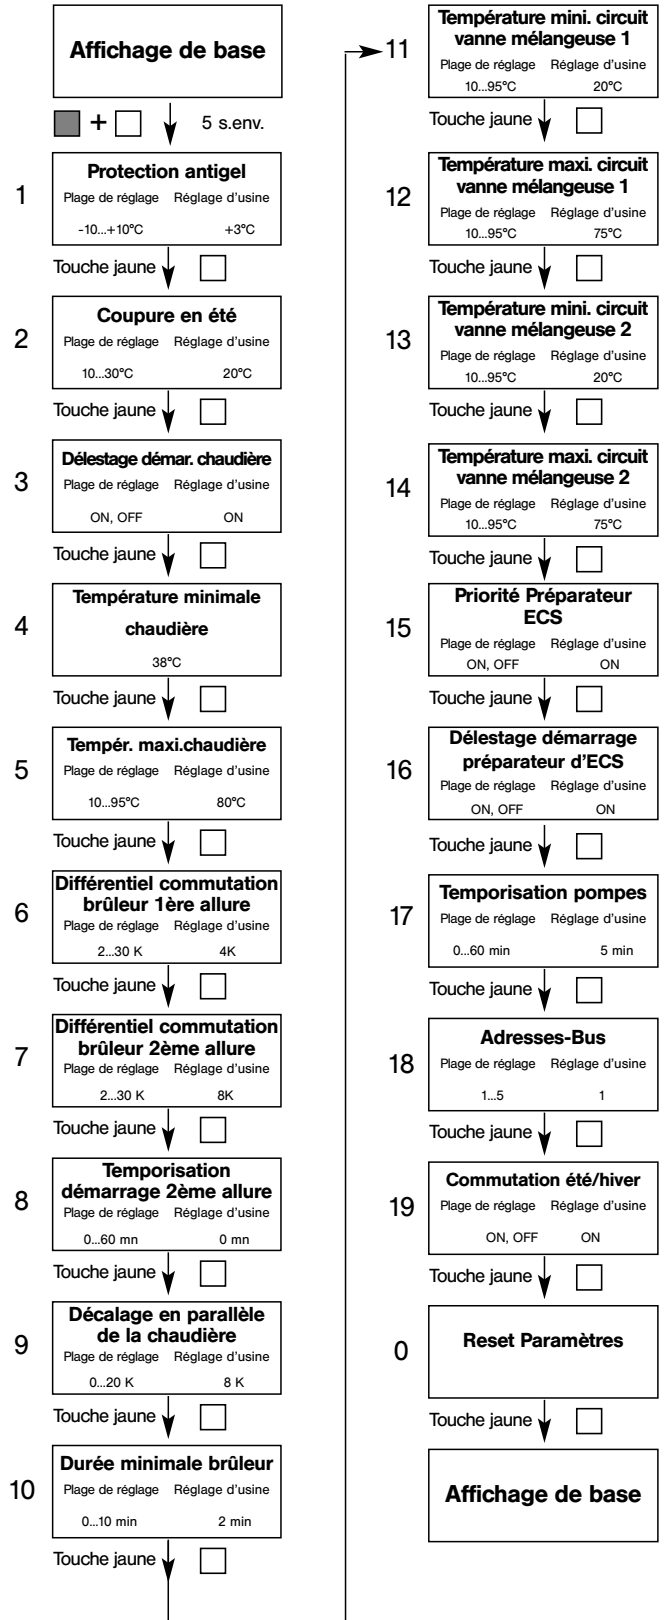 Affichage de base
+ 5 s.env.
1
Protection antigel
Plage de réglage Réglage d'usine
-10...+10°C +3°C
Touche jaune
2
Coupure en été
Plage de réglage Réglage d'usine
10...30°C 20°C
Touche jaune
3
Délestage démar. chaudière
Plage de réglage Réglage d'usine
ON, OFF ON
Touche jaune
4
Température minimale
chaudière
38°C
Touche jaune
5
Tempér. maxi.chaudière
Plage de réglage Réglage d'usine
10...95°C 80°C
Touche jaune
6
Différentiel commutation
brûleur 1ère allure
Plage de réglage Réglage d'usine
2...30 K 4K
Touche jaune
7
Différentiel commutation
brûleur 2ème allure
Plage de réglage Réglage d'usine
2...30 K 8K
Touche jaune
8
Temporisation
démarrage 2ème allure
Plage de réglage Réglage d'usine
0...60 mn 0 mn
Touche jaune
9
Décalage en parallèle
de la chaudière
Plage de réglage Réglage d'usine
0...20 K 8 K
Touche jaune
10
Durée minimale brûleur
Plage de réglage Réglage d'usine
0...10 min 2 min
Touche jaune
11
Température mini. circuit
vanne mélangeuse 1
Plage de réglage Réglage d'usine
10...95°C 20°C
Touche jaune
12
Température maxi. circuit
vanne mélangeuse 1
Plage de réglage Réglage d'usine
10...95°C 75°C
Touche jaune
13
Température mini. circuit
vanne mélangeuse 2
Plage de réglage Réglage d'usine
10...95°C 20°C
Touche jaune
14
Température maxi. circuit
vanne mélangeuse 2
Plage de réglage Réglage d'usine
10...95°C 75°C
Touche jaune
15
Priorité Préparateur
ECS
Plage de réglage Réglage d'usine
ON, OFF ON
Touche jaune
16
Délestage démarrage
préparateur d'ECS
Plage de réglage Réglage d'usine
ON, OFF ON
Touche jaune
17
Temporisation pompes
Plage de réglage Réglage d'usine
0...60 min 5 min
Touche jaune
18
Adresses-Bus
Plage de réglage Réglage d'usine
1...5 1
Touche jaune
19
Commutation été/hiver
Plage de réglage Réglage d'usine
ON, OFF ON
Touche jaune
0
Reset Paramètres
Touche jaune
Affichage de base